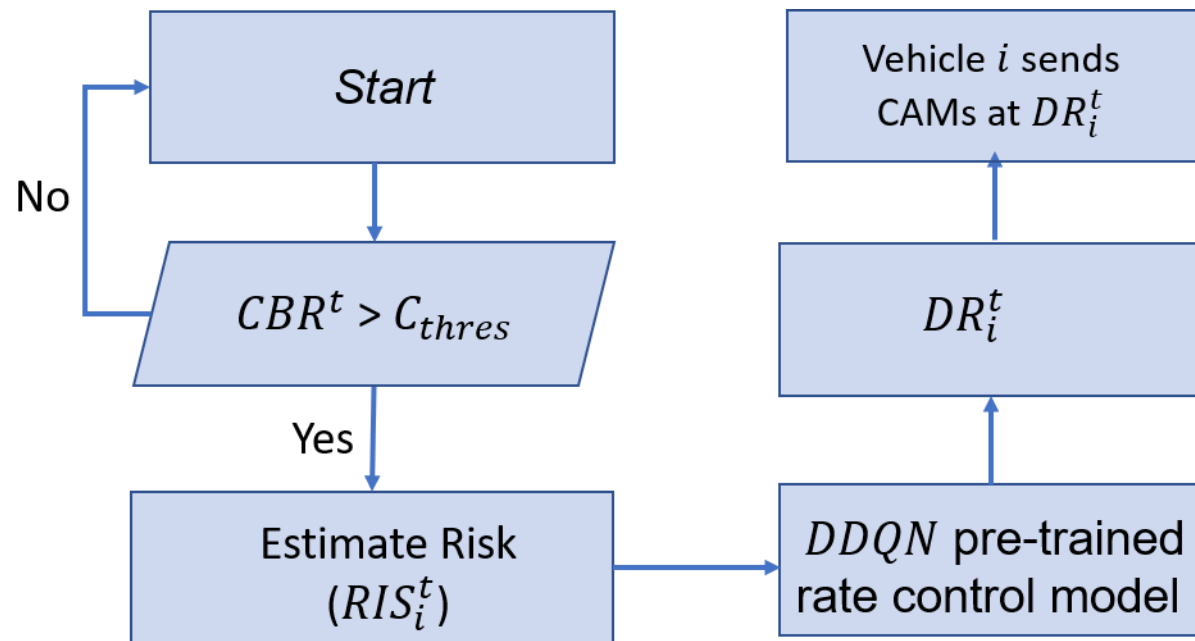 Start
No
CBR^t > C_thres
Yes
Estimate Risk
(RIS_i^t)
DDQN pre-trained
rate control model
DR_i^t
Vehicle i sends
CAMs at DR_i^t